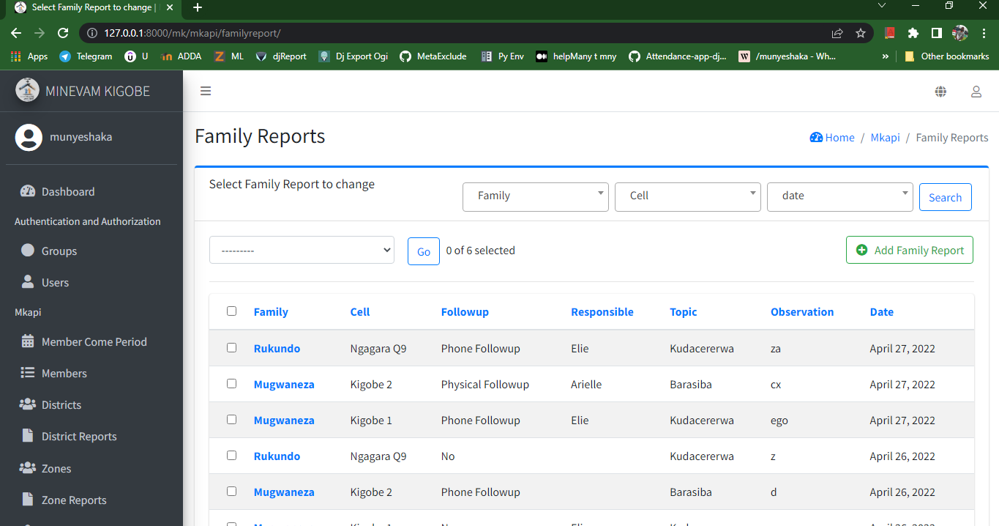 Select Family Report to change |
127.0.0.1:8000/mk/mkapi/familyreport/
Apps Telegram U ADDA ML djReport Dj Export Ogi MetaExclude Py Env helpMany t mny Attendance-app-dj... /munyeshaka - Wh... » Other bookmarks
MINEVAM KIGOBE
munyeshaka
Dashboard
Authentication and Authorization
Groups
Users
Mkapi
Member Come Period
Members
Districts
District Reports
Zones
Zone Reports
Family Reports
Home / Mkapi / Family Reports
Select Family Report to change
Family Cell date Search
--------- Go 0 of 6 selected Add Family Report
Family Cell Followup Responsible Topic Observation Date
Rukundo Ngagara Q9 Phone Followup Elie Kudacererwa za April 27, 2022
Mugwaneza Kigobe 2 Physical Followup Arielle Barasiba cx April 27, 2022
Mugwaneza Kigobe 1 Phone Followup Elie Kudacererwa ego April 27, 2022
Rukundo Ngagara Q9 No Kudacererwa z April 26, 2022
Mugwaneza Kigobe 2 Phone Followup Barasiba d April 26, 2022